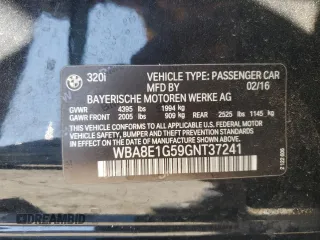 320i VEHICLE TYPE: PASSENGER CAR
MFD BY 02/16
BAYERISCHE MOTOREN WERKE AG
GVWR 4395 lbs 1994 kg
GAWR FRONT 2005 lbs 909 kg REAR 2525 lbs 1145 kg
THIS VEHICLE CONFORMS TO ALL APPLICABLE FEDERAL
MOTOR VEHICLE SAFETY, BUMPER, AND THEFT
PREVENTION STANDARDS IN EFFECT ON THE DATE
OF MANUFACTURE SHOWN ABOVE.
WBA8E1G59GNT37241
EPICBID